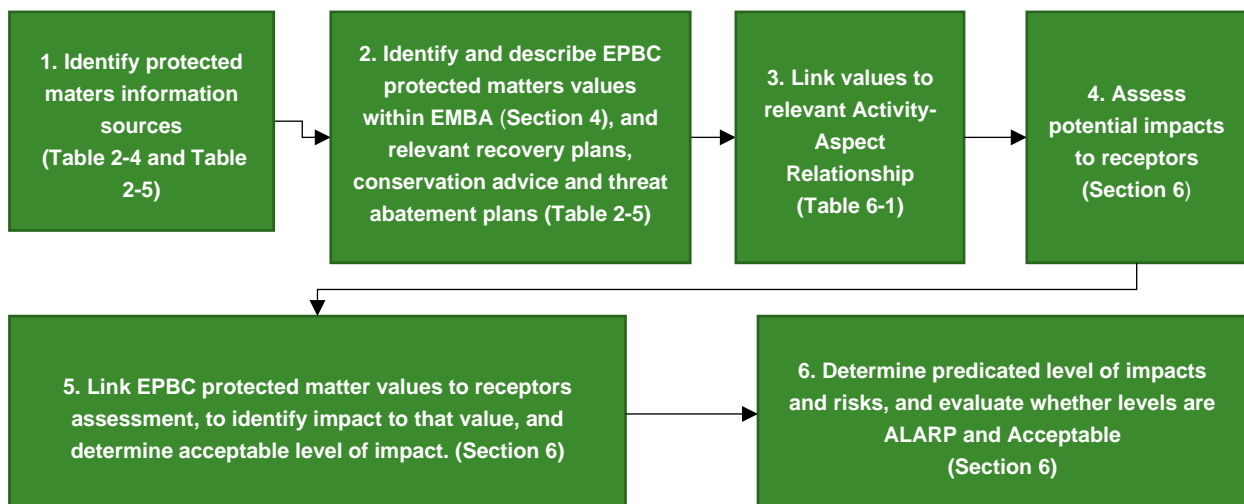 1. Identify protected
maters information
sources
(Table 2-4 and Table
2-5)
2. Identify and describe EPBC
protected matters values
within EMBA (Section 4), and
relevant recovery plans,
conservation advice and threat
abatement plans (Table 2-5)
3. Link values to
relevant Activity-
Aspect
Relationship
(Table 6-1)
4. Assess
potential impacts
to receptors
(Section 6)
5. Link EPBC protected matter values to receptors
assessment, to identify impact to that value, and
determine acceptable level of impact. (Section 6)
6. Determine predicated level of impacts
and risks, and evaluate whether levels are
ALARP and Acceptable
(Section 6)